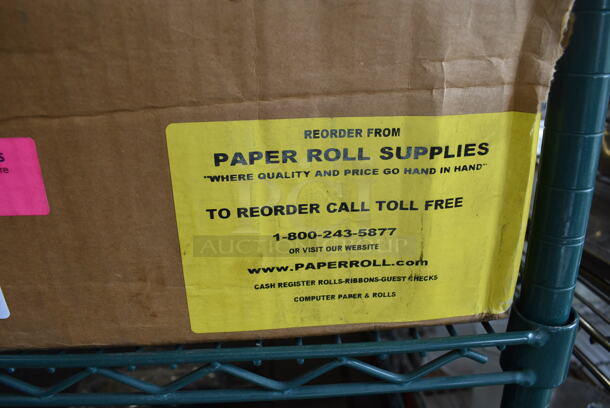 REORDER FROM
PAPER ROLL SUPPLIES
"WHERE QUALITY AND PRICE GO HAND IN HAND"
TO REORDER CALL TOLL FREE
1-800-243-5877
OR VISIT OUR WEBSITE
www.PAPERROLL.com
CASH REGISTER ROLLS-RIBBONS-GUEST CHECKS
COMPUTER PAPER & ROLLS